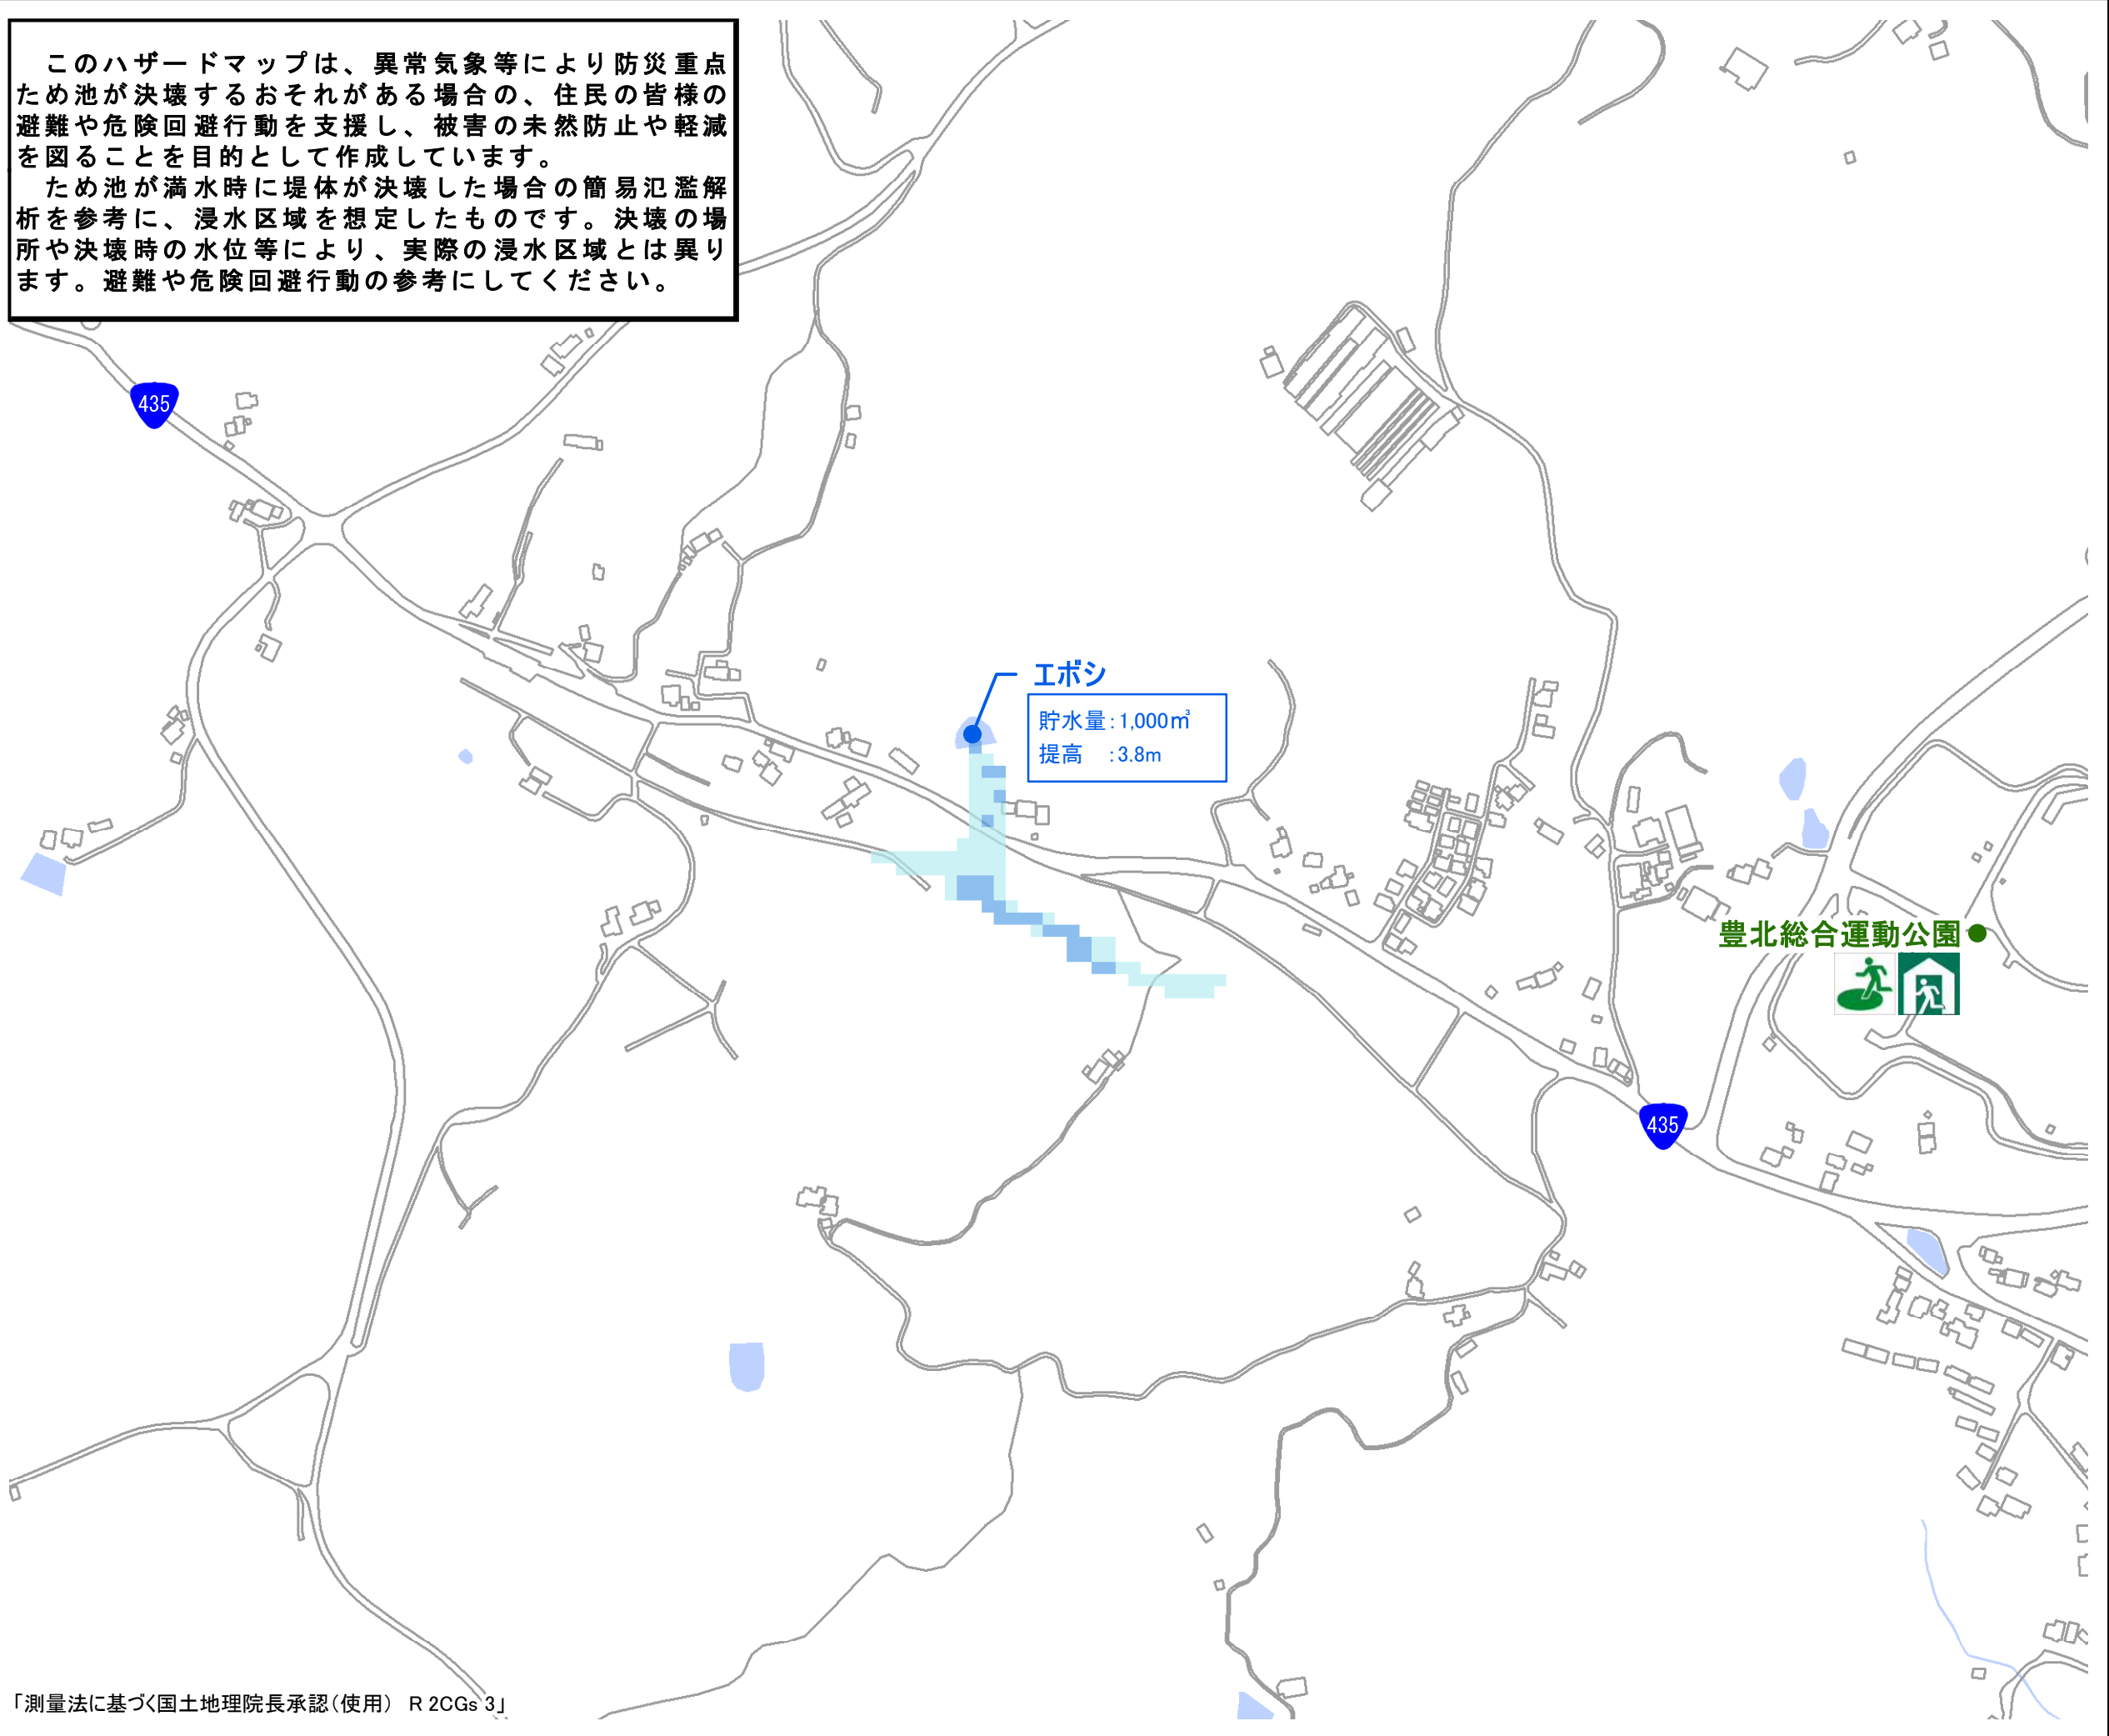 このハザードマップは、異常気象等により防災重点
ため池が決壊するおそれがある場合の、住民の皆様の
避難や危険回避行動を支援し、被害の未然防止や軽減
を図ることを目的として作成しています。
ため池が満水時に堤体が決壊した場合の簡易氾濫解
析を参考に、浸水区域を想定したものです。決壊の場
所や決壊時の水位等により、実際の浸水区域とは異り
ます。避難や危険回避行動の参考にしてください。
435
エボシ
貯水量:1,000㎥
提高 :3.8m
豊北総合運動公園
435
「測量法に基づく国土地理院長承認(使用) R 2CGs 3」